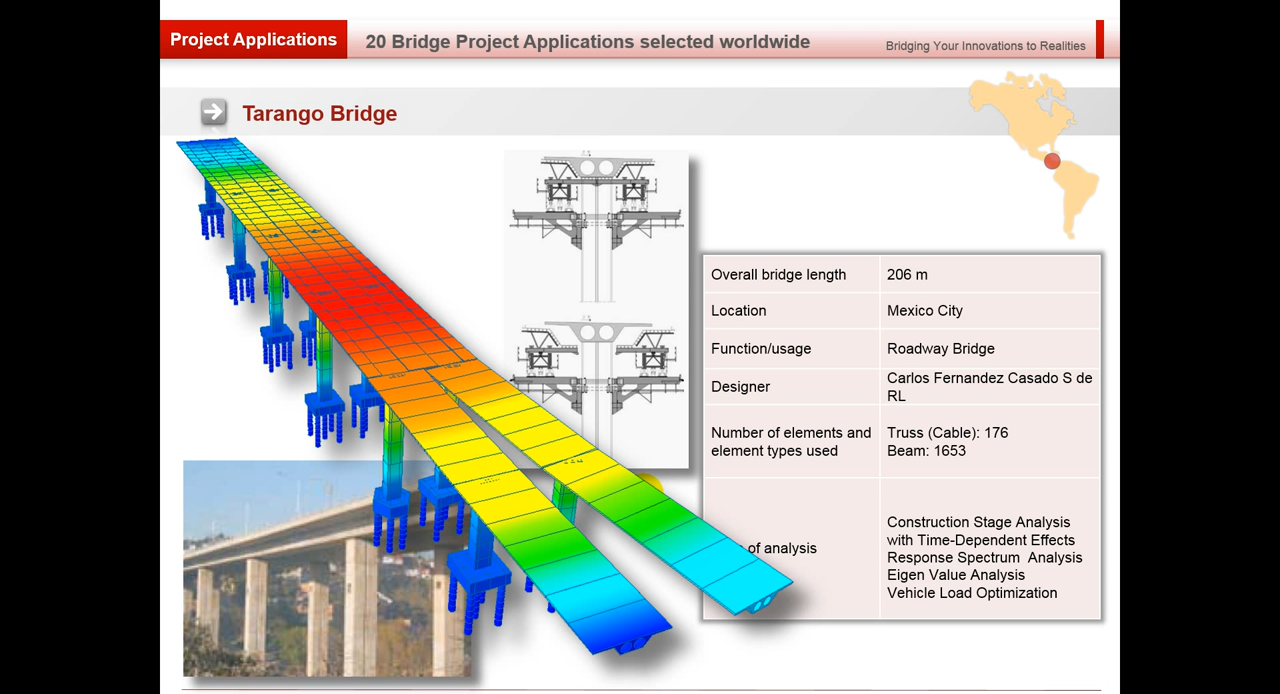 Project Applications
20 Bridge Project Applications selected worldwide
Bridging Your Innovations to Realities
Tarango Bridge
Overall bridge length
206 m
Location
Mexico City
Function/usage
Roadway Bridge
Designer
Carlos Fernandez Casado S de
RL
Number of elements and
element types used
Truss (Cable): 176
Beam: 1653
of analysis
Construction Stage Analysis
with Time-Dependent Effects
Response Spectrum  Analysis
Eigen Value Analysis
Vehicle Load Optimization